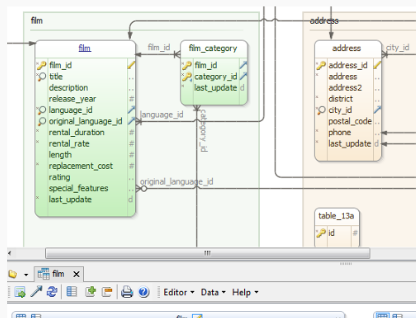 film
address
film
film_id
title
description
release_year
language_id
original_language_id
rental_duration
rental_rate
length
replacement_cost
rating
special_features
last_update
film_id
film_category
film_id
category_id
last_update
language_id
category_id
original_language_id
address
address_id
address
address2
district
city_id
postal_code
phone
last_update
city_id
table_13a
id
film
Editor
Data
Help